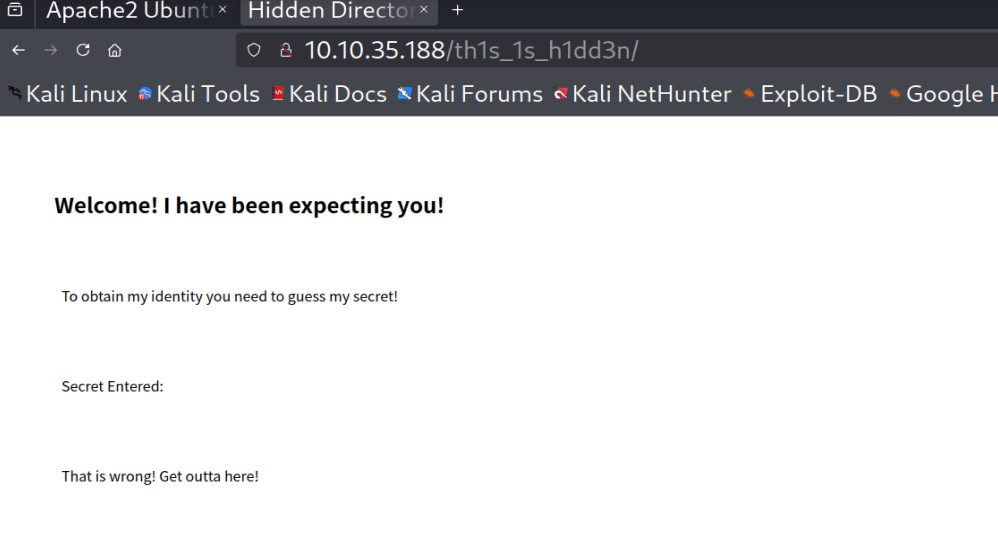 Apache2 Ubuntu
Hidden Director
10.10.35.188/th1s_1s_h1dd3n/
Kali Linux Kali Tools Kali Docs Kali Forums Kali NetHunter Exploit-DB Google H
Welcome! I have been expecting you!
To obtain my identity you need to guess my secret!
Secret Entered:
That is wrong! Get outta here!